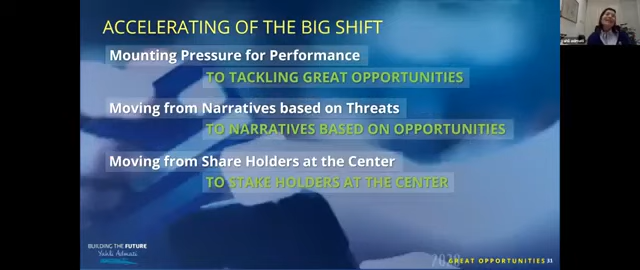 ACCELERATING OF THE BIG SHIFT
Mounting Pressure for Performance
TO TACKLING GREAT OPPORTUNITIES
Moving from Narratives based on Threats
TO NARRATIVES BASED ON OPPORTUNITIES
Moving from Share Holders at the Center
TO STAKE HOLDERS AT THE CENTER
BUILDING THE FUTURE
GREAT OPPORTUNITIES 31